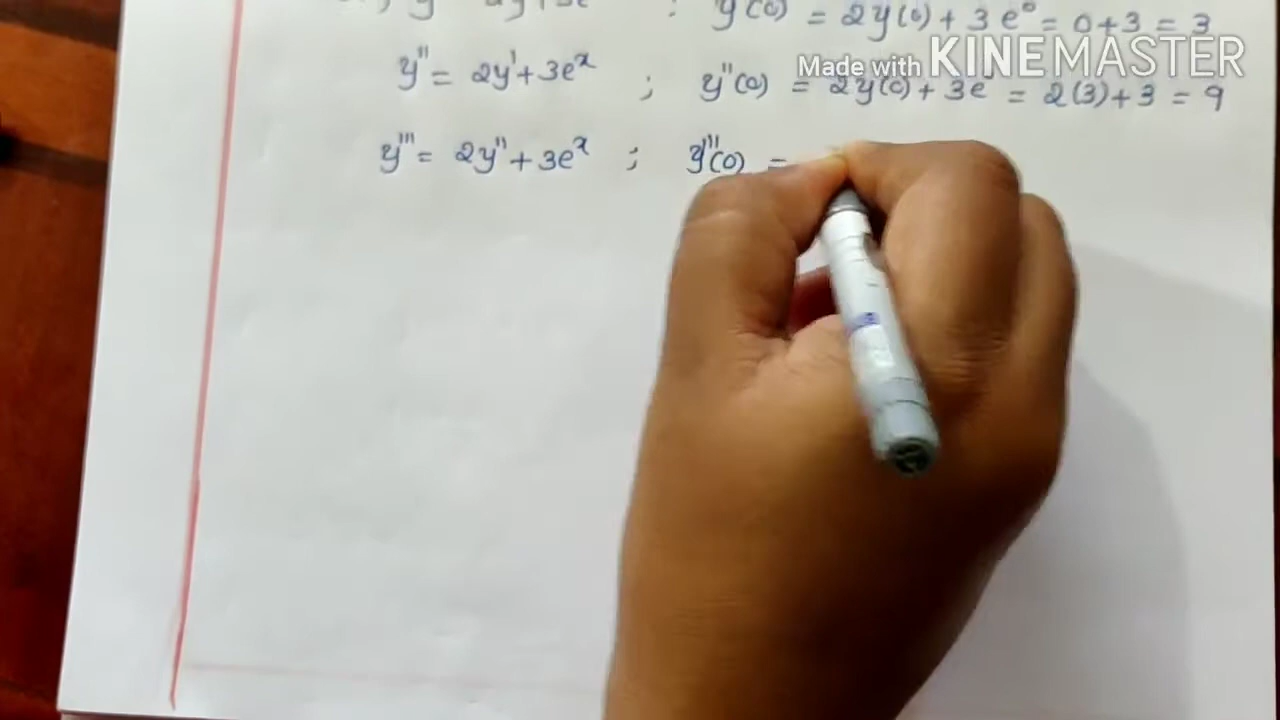 y'(0) = 2y(0) + 3e⁰ = 0+3 = 3
Made with KINEMASTER
y'' = 2y' + 3eˣ ; y''(0) = 2y'(0) + 3e⁰ = 2(3)+3 = 9
y''' = 2y'' + 3eˣ ; y'''(0) =